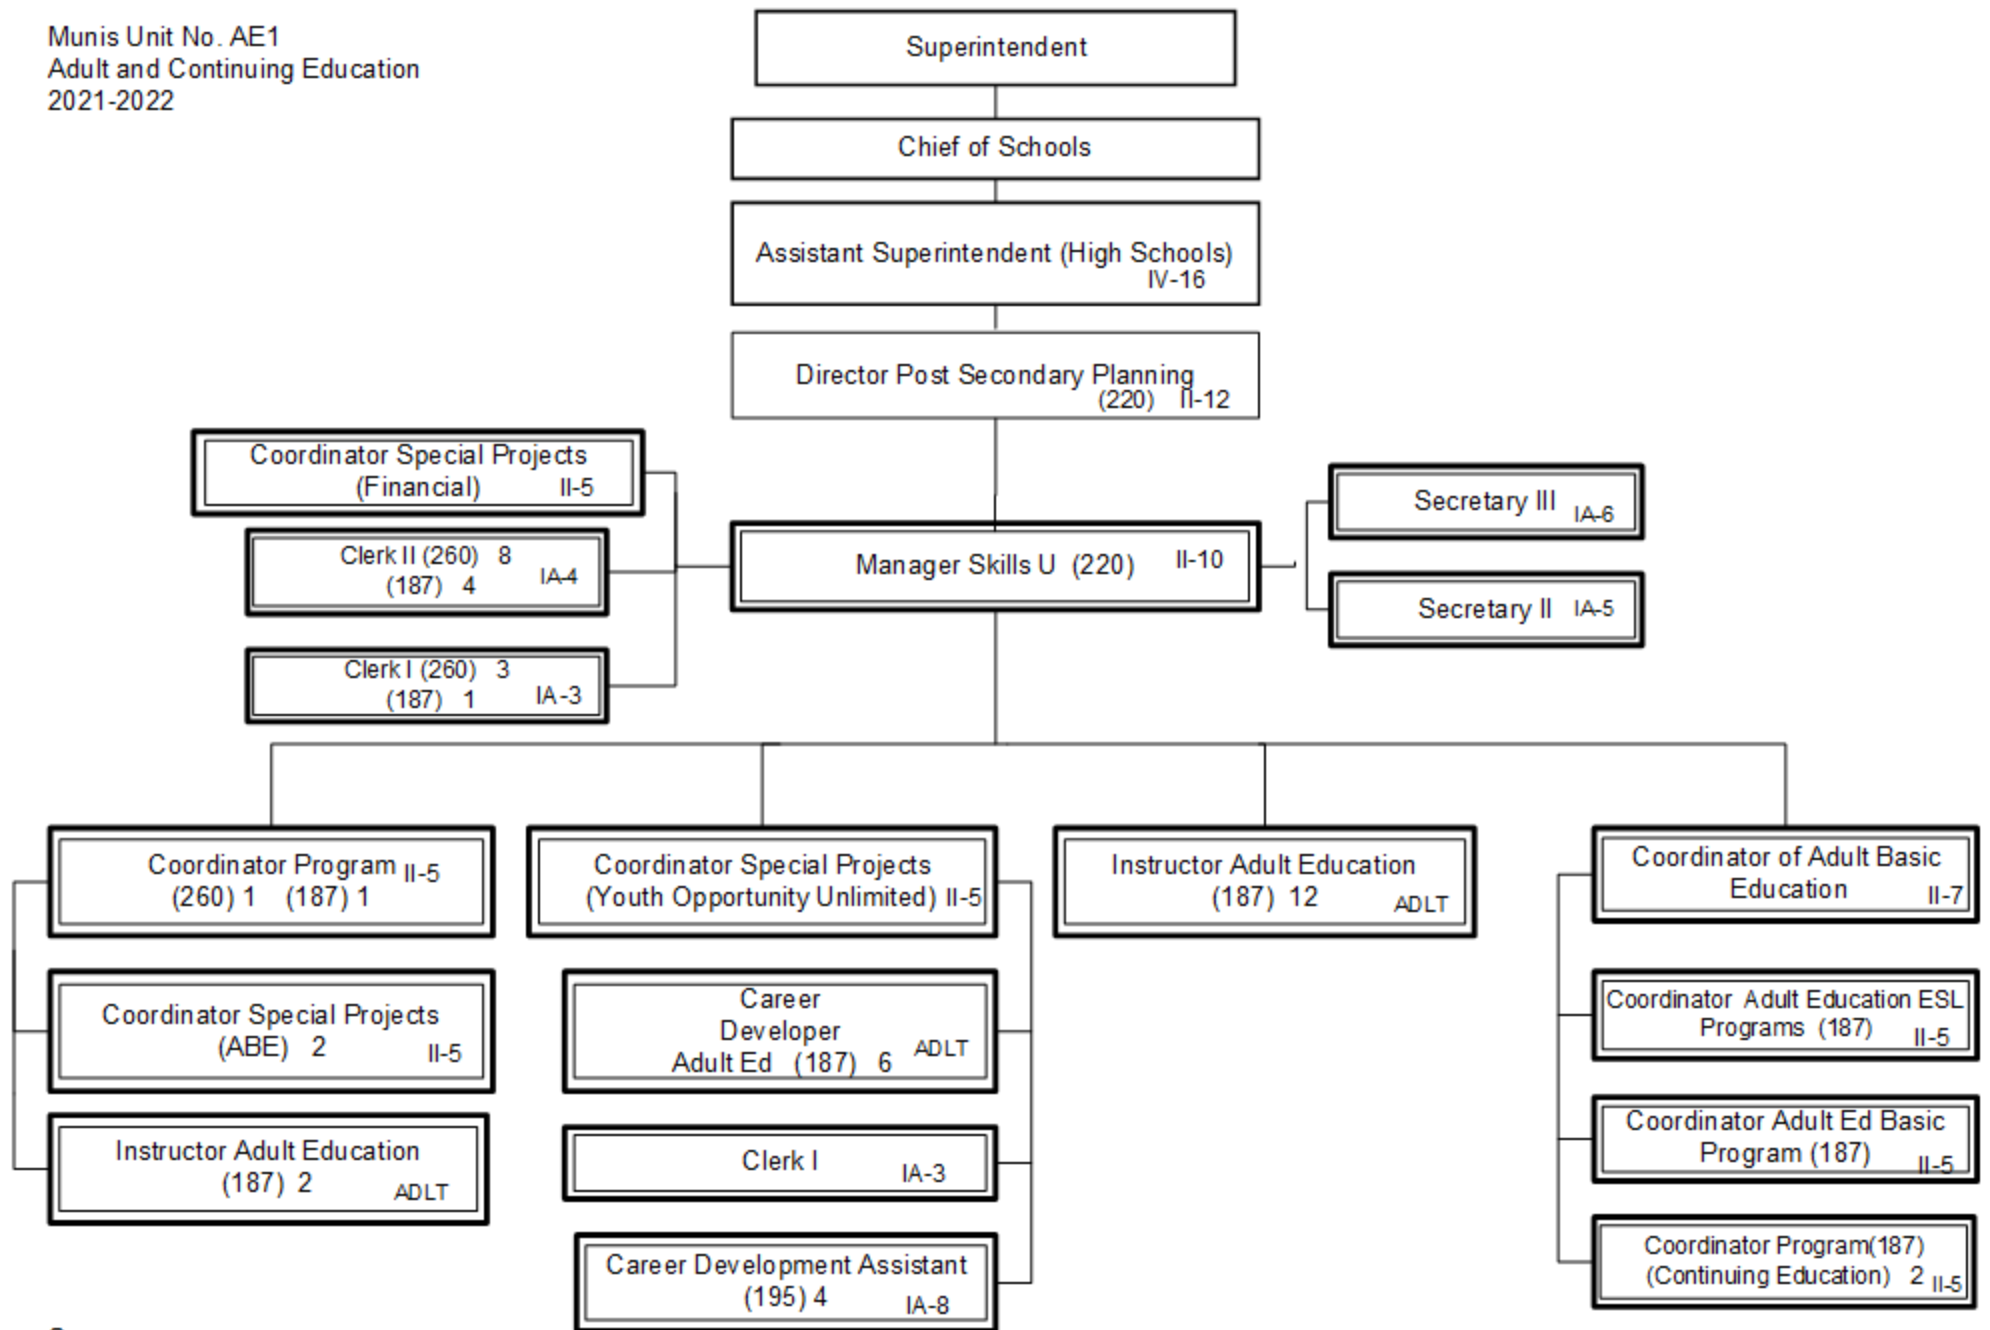 Munis Unit No. AE1
Adult and Continuing Education
2021-2022
Superintendent
Chief of Schools
Assistant Superintendent (High Schools)
IV-16
Director Post Secondary Planning
(220) II-12
Coordinator Special Projects
(Financial) II-5
Clerk II (260) 8
(187) 4 IA-4
Clerk I (260) 3
(187) 1 IA-3
Manager Skills U (220) II-10
Secretary III IA-6
Secretary II IA-5
Coordinator Program II-5
(260) 1 (187) 1
Coordinator Special Projects
(ABE) 2 II-5
Instructor Adult Education
(187) 2 ADLT
Coordinator Special Projects
(Youth Opportunity Unlimited) II-5
Career
Developer
Adult Ed (187) 6 ADLT
Clerk I IA-3
Career Development Assistant
(195) 4 IA-8
Instructor Adult Education
(187) 12 ADLT
Coordinator of Adult Basic
Education II-7
Coordinator Adult Education ESL
Programs (187) II-5
Coordinator Adult Ed Basic
Program (187) II-5
Coordinator Program(187)
(Continuing Education) 2 II-5